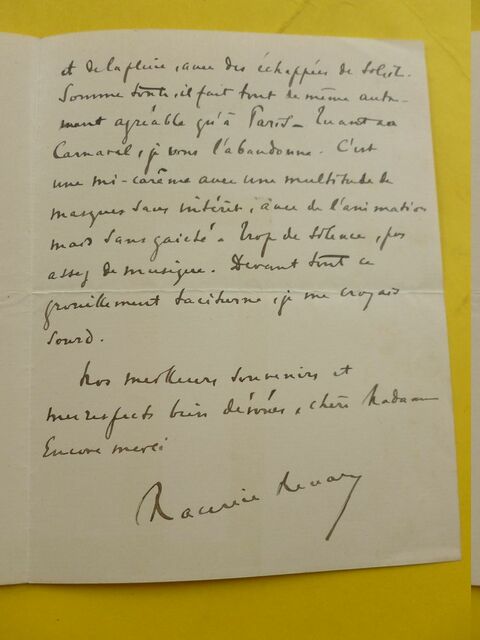 et de la pluie, avec des échappées de soleil.
Somme toute, il fait tout de même autre-
ment agréable qu'à Paris - Quant au
Carnaval, je vous l'abandonne. C'est
une mi-carême avec une multitude de
masques sans intérêt, avec de l'animation
mais sans gaieté - Trop de silence, pas
assez de musique. Devant tout ce
grouillement taciturne, je me croyais
sourd.
Nos meilleurs souvenirs et
mes respects bien dévoués, chère Madame
Encore merci
Maurice Renard